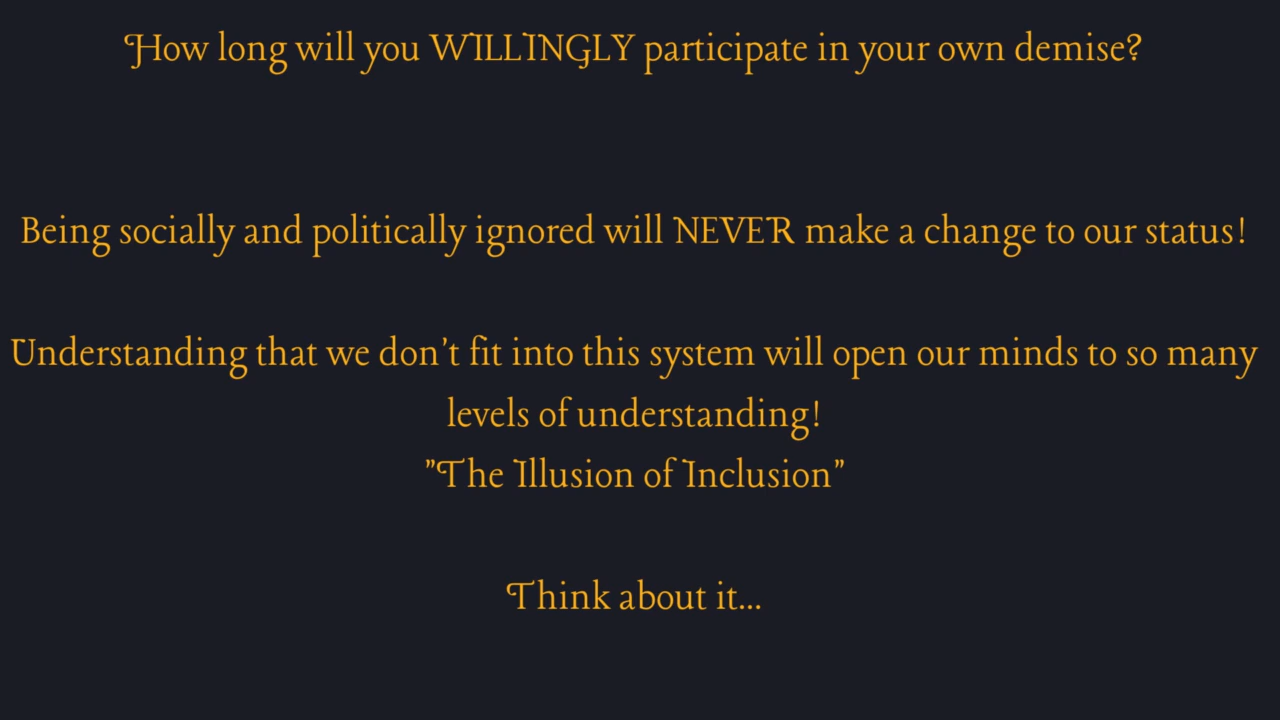 How long will you WILLINGLY participate in your own demise?
Being socially and politically ignored will NEVER make a change to our status!
Understanding that we don't fit into this system will open our minds to so many
levels of understanding!
"The Illusion of Inclusion"
Think about it...